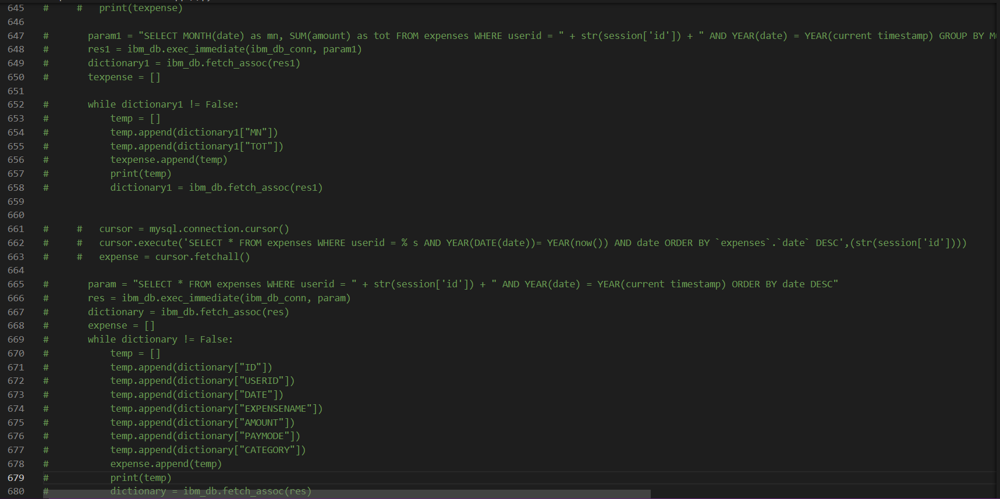 645 #     #   print(texpense)
646
647 #       param1 = "SELECT MONTH(date) as mn, SUM(amount) as tot FROM expenses WHERE userid = " + str(session['id']) + " AND YEAR(date) = YEAR(current timestamp) GROUP BY
648 #       res1 = ibm_db.exec_immediate(ibm_db_conn, param1)
649 #       dictionary1 = ibm_db.fetch_assoc(res1)
650 #       texpense = []
651
652 #       while dictionary1 != False:
653 #           temp = []
654 #           temp.append(dictionary1["MN"])
655 #           temp.append(dictionary1["TOT"])
656 #           texpense.append(temp)
657 #           print(temp)
658 #           dictionary1 = ibm_db.fetch_assoc(res1)
659
660
661 #     #   cursor = mysql.connection.cursor()
662 #     #   cursor.execute('SELECT * FROM expenses WHERE userid = % s AND YEAR(DATE(date))= YEAR(now()) AND date ORDER BY `expenses`.`date` DESC',(str(session['id'])))
663 #     #   expense = cursor.fetchall()
664
665 #       param = "SELECT * FROM expenses WHERE userid = " + str(session['id']) + " AND YEAR(date) = YEAR(current timestamp) ORDER BY date DESC"
666 #       res = ibm_db.exec_immediate(ibm_db_conn, param)
667 #       dictionary = ibm_db.fetch_assoc(res)
668 #       expense = []
669 #       while dictionary != False:
670 #           temp = []
671 #           temp.append(dictionary["ID"])
672 #           temp.append(dictionary["USERID"])
673 #           temp.append(dictionary["DATE"])
674 #           temp.append(dictionary["EXPENSENAME"])
675 #           temp.append(dictionary["AMOUNT"])
676 #           temp.append(dictionary["PAYMODE"])
677 #           temp.append(dictionary["CATEGORY"])
678 #           expense.append(temp)
679 #           print(temp)
680 #           dictionary = ibm_db.fetch_assoc(res)